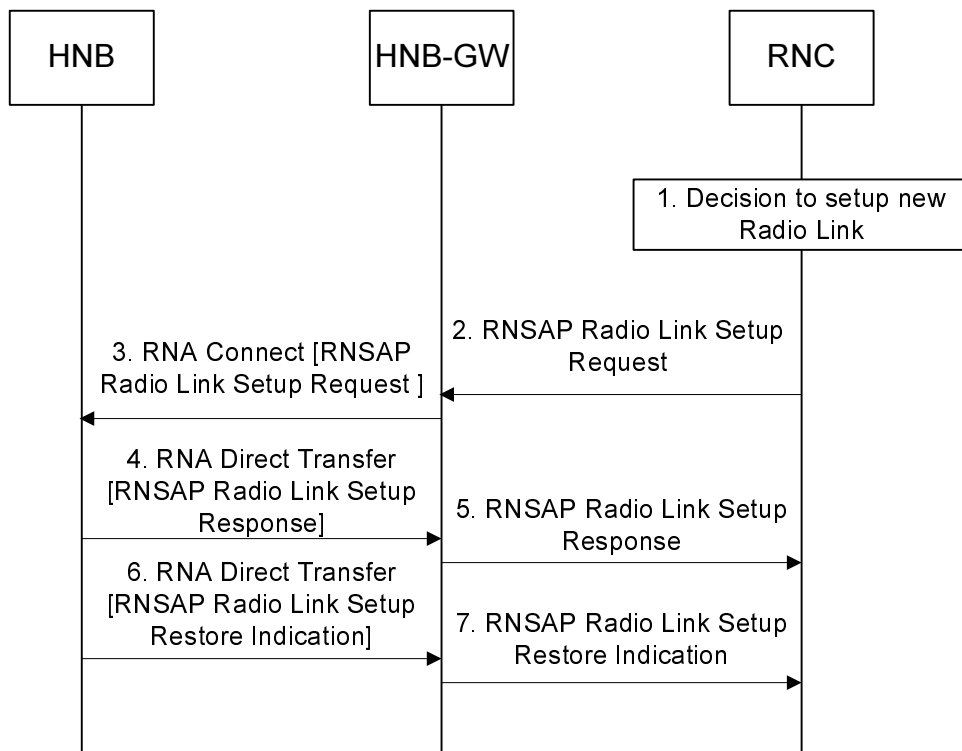 HNB
HNB-GW
RNC
1. Decision to setup new
Radio Link
2. RNSAP Radio Link Setup
Request
3. RNA Connect [RNSAP
Radio Link Setup Request ]
4. RNA Direct Transfer
[RNSAP Radio Link Setup
Response]
5. RNSAP Radio Link Setup
Response
6. RNA Direct Transfer
[RNSAP Radio Link Setup
Restore Indication]
7. RNSAP Radio Link Setup
Restore Indication